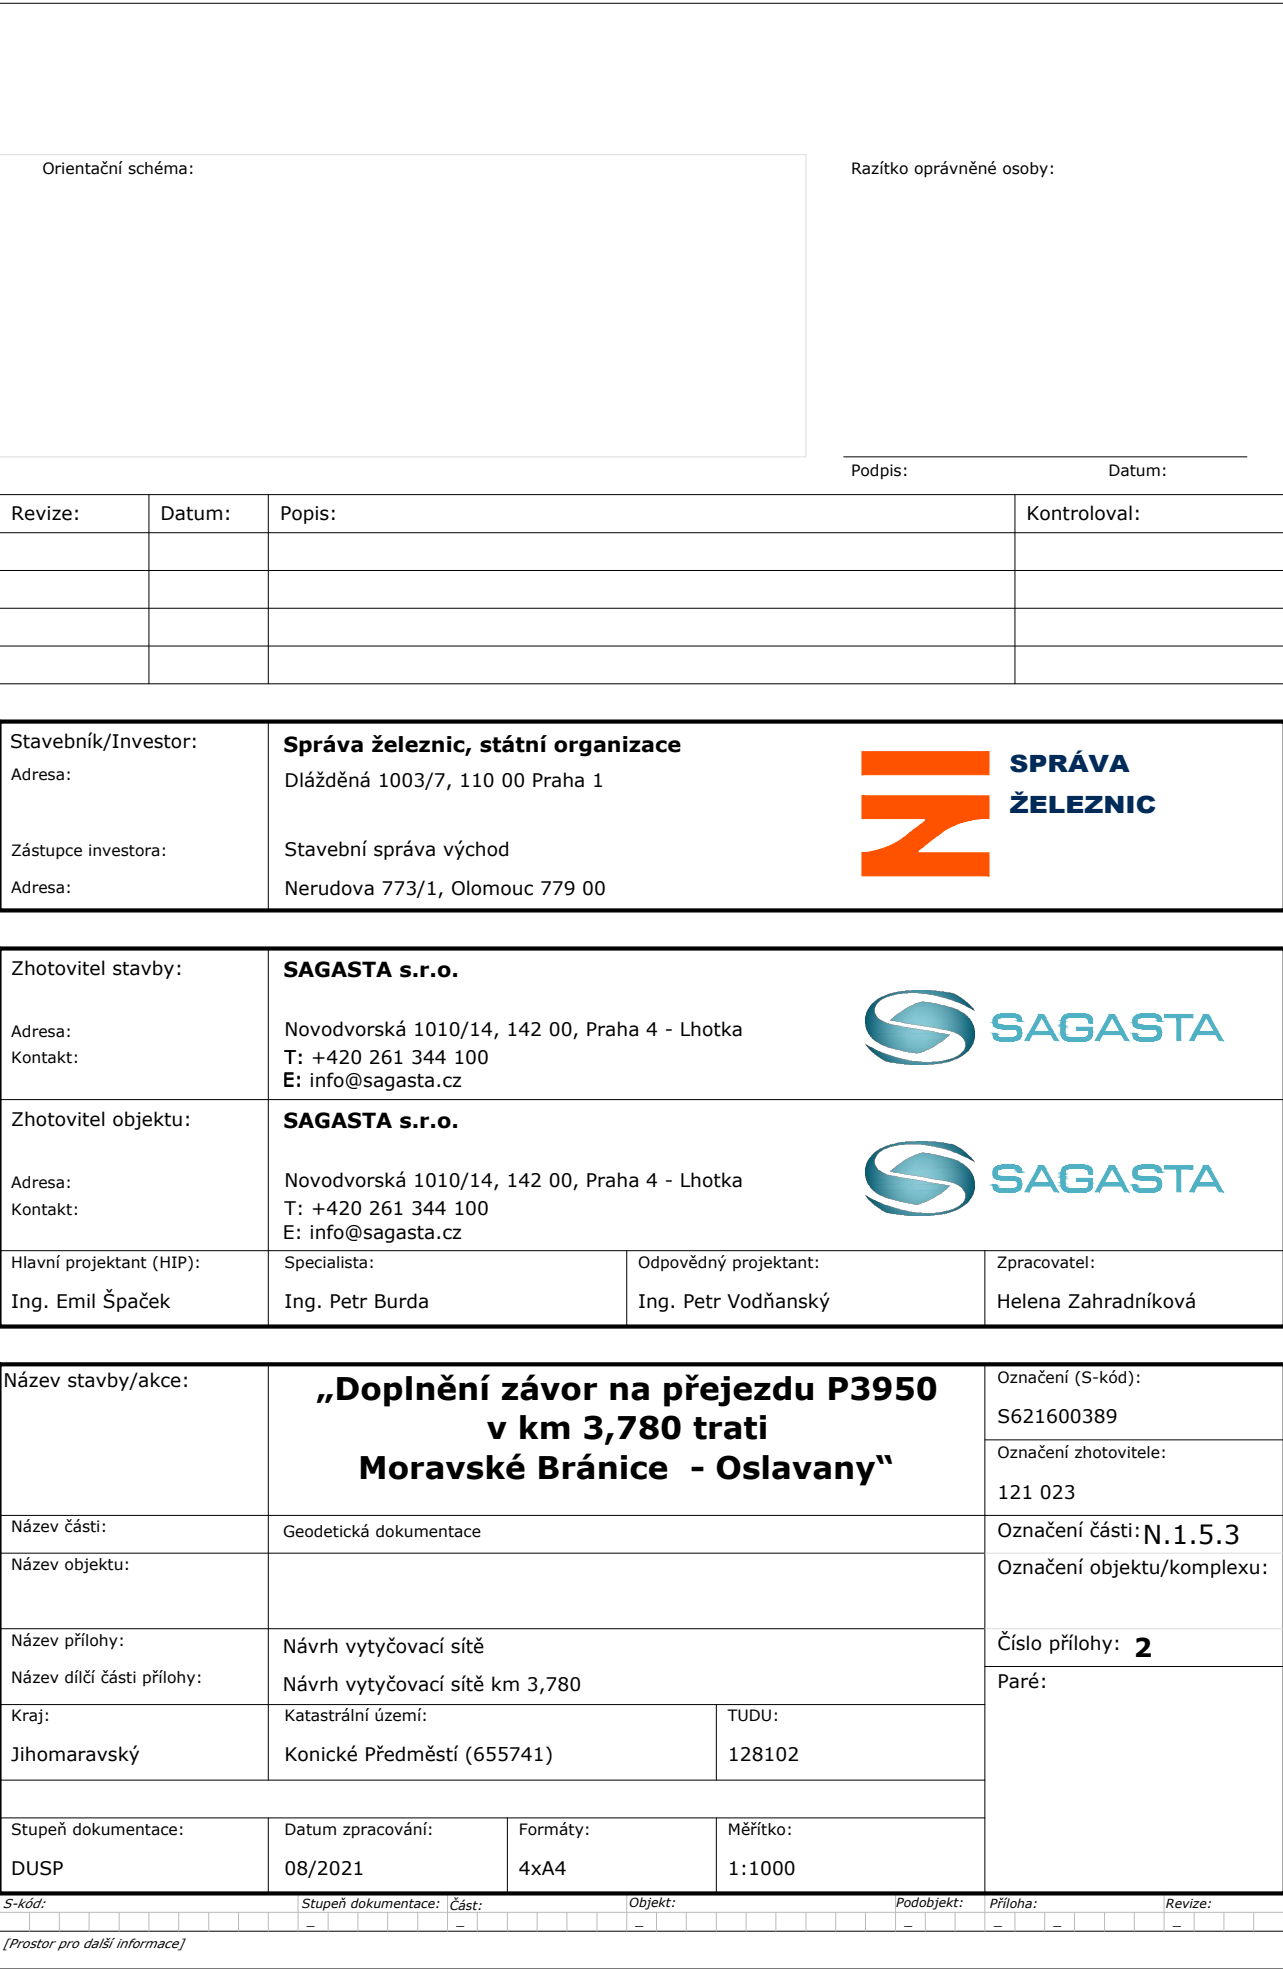 Orientační schéma:
Razítko oprávněné osoby:
Podpis: Datum:
Revize: Datum: Popis: Kontroloval:
Stavebník/Investor: Správa železnic, státní organizace
Adresa: Dlážděná 1003/7, 110 00 Praha 1
SPRÁVA
ŽELEZNIC
Zástupce investora: Stavební správa východ
Adresa: Nerudova 773/1, Olomouc 779 00
Zhotovitel stavby: SAGASTA s.r.o.
Adresa: Novodvorská 1010/14, 142 00, Praha 4 - Lhotka
Kontakt: T: +420 261 344 100
E: info@sagasta.cz
SAGASTA
Zhotovitel objektu: SAGASTA s.r.o.
Adresa: Novodvorská 1010/14, 142 00, Praha 4 - Lhotka
Kontakt: T: +420 261 344 100
E: info@sagasta.cz
SAGASTA
Hlavní projektant (HIP): Specialista: Odpovědný projektant: Zpracovatel:
Ing. Emil Špaček Ing. Petr Burda Ing. Petr Vodňanský Helena Zahradníková
Název stavby/akce:
„Doplnění závor na přejezdu P3950
v km 3,780 trati
Moravské Bránice - Oslavany“
Označení (S-kód):
S621600389
Označení zhotovitele:
121 023
Název části: Geodetická dokumentace
Označení části: N.1.5.3
Název objektu:
Označení objektu/komplexu:
Název přílohy: Návrh vytyčovací sítě
Číslo přílohy: 2
Název dílčí části přílohy: Návrh vytyčovací sítě km 3,780
Paré:
Kraj: Katastrální území: TUDU:
Jihomaravský Konické Předměstí (655741) 128102
Stupeň dokumentace: Datum zpracování: Formáty: Měřítko:
DUSP 08/2021 4xA4 1:1000
S-kód: Stupeň dokumentace: Část: Objekt: Podobjekt: Příloha: Revize:
_ _ _ _ _ _ _
[Prostor pro další informace]